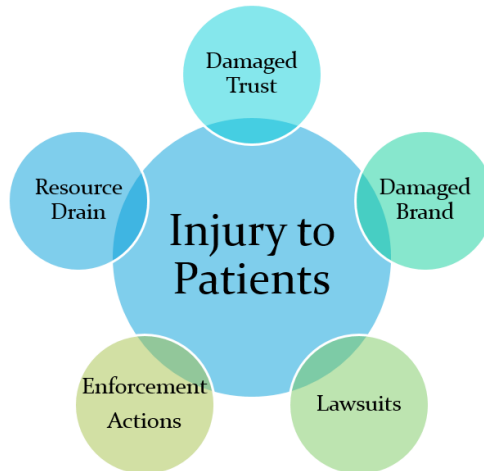 Damaged
Trust
Resource
Drain
Damaged
Brand
Injury to
Patients
Enforcement
Actions
Lawsuits